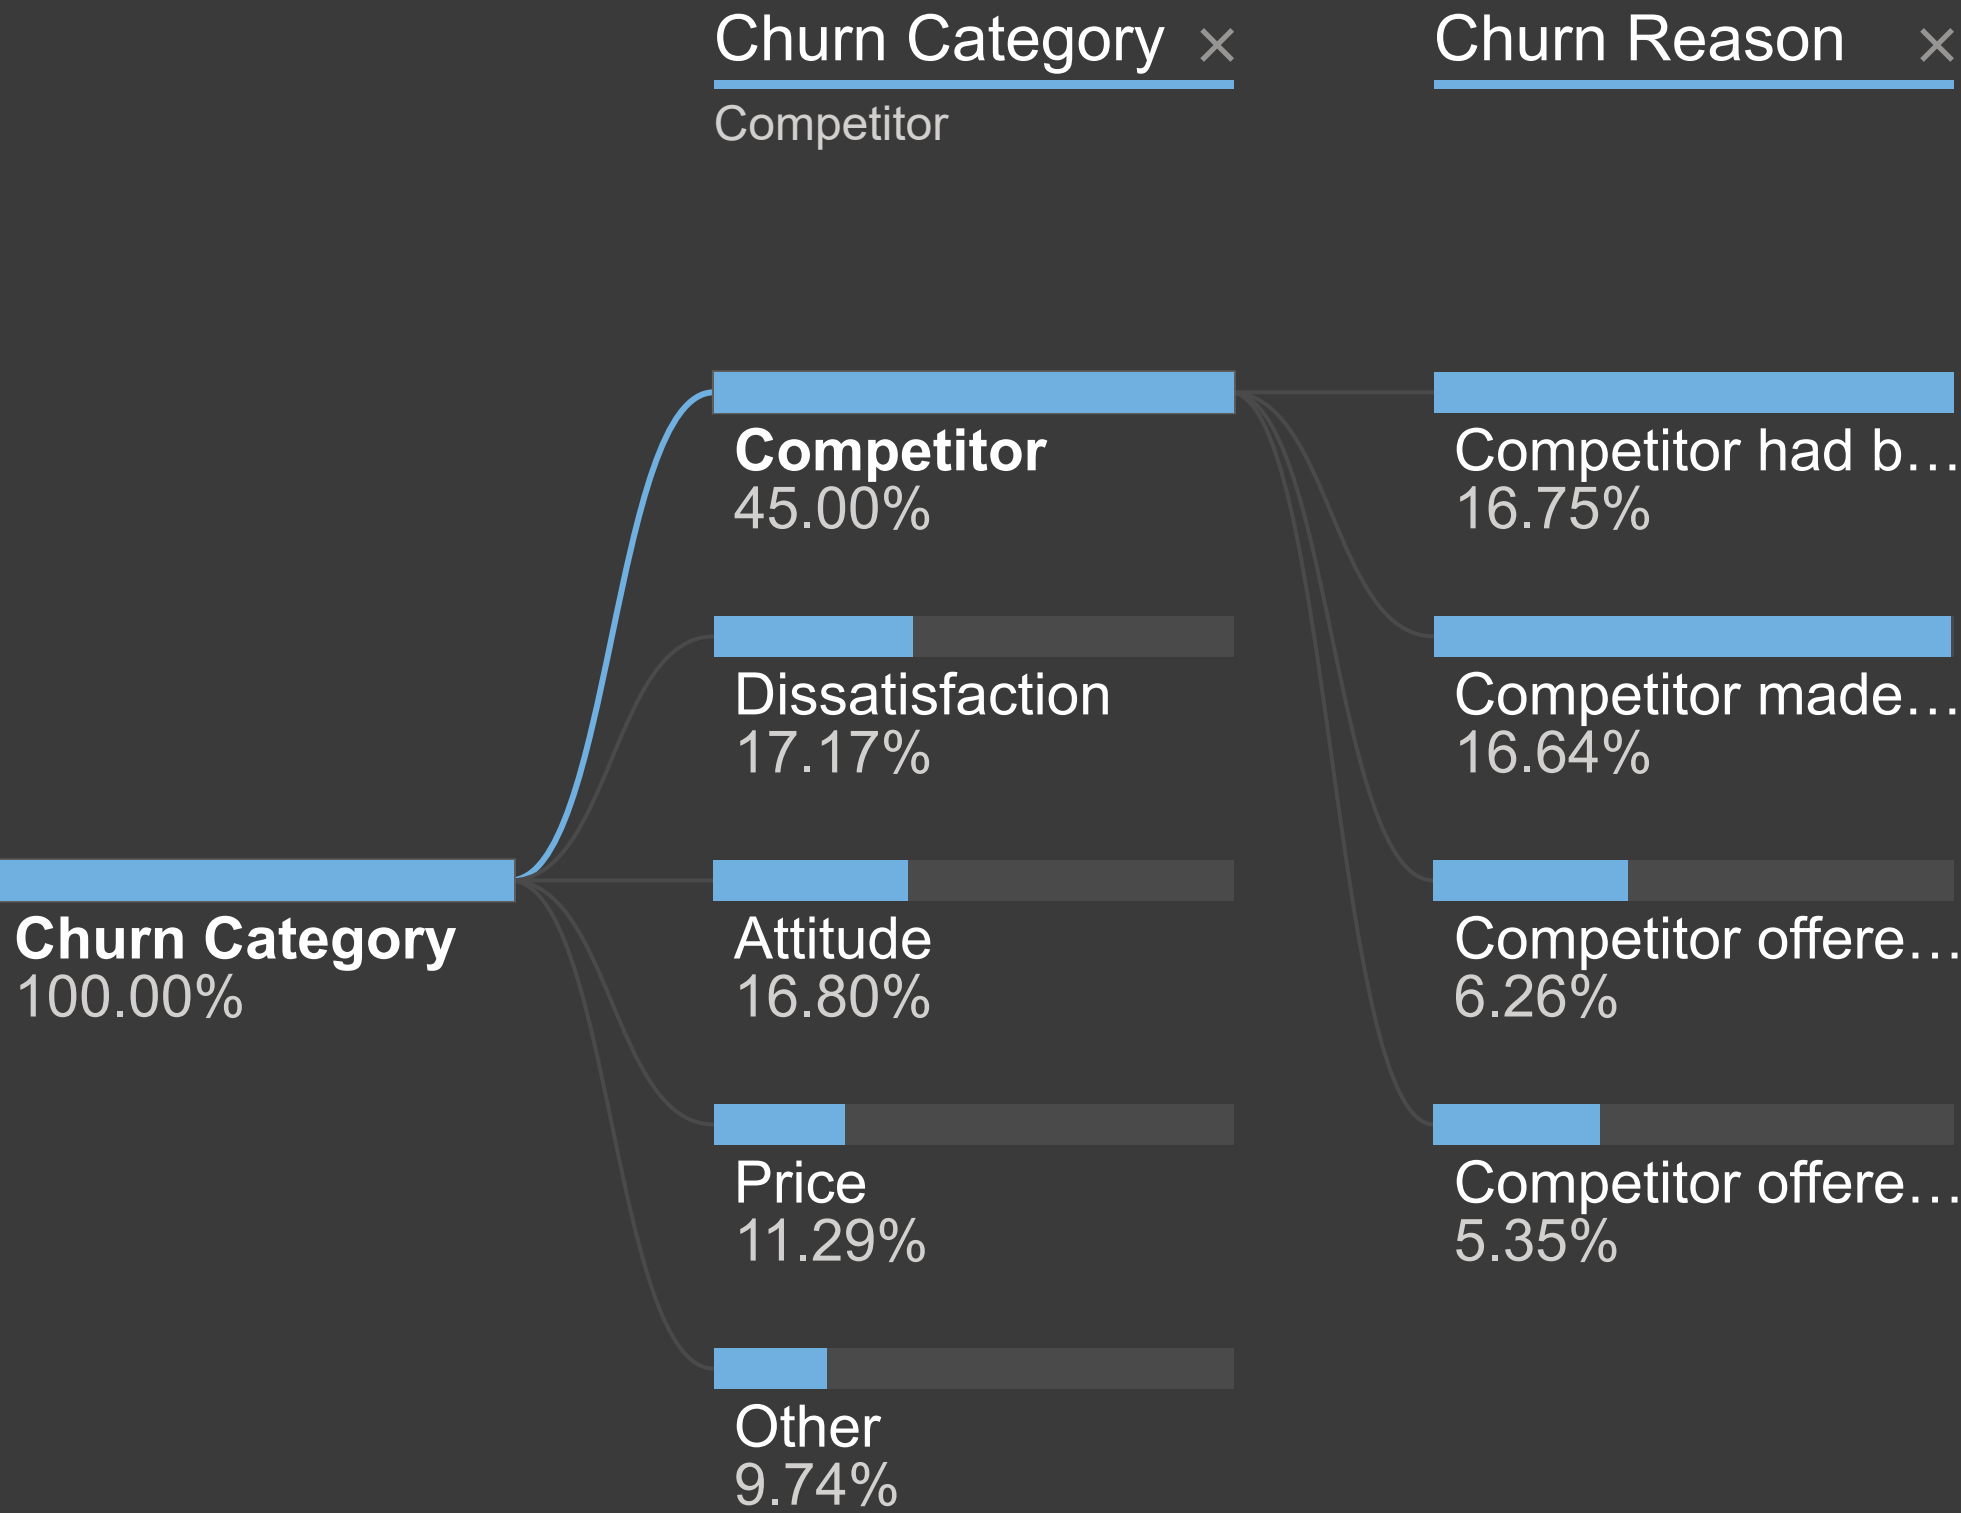 Churn Category
Churn Reason
Competitor
Competitor
45.00%
Dissatisfaction
17.17%
Attitude
16.80%
Price
11.29%
Other
9.74%
Churn Category
100.00%
Competitor had b…
16.75%
Competitor made…
16.64%
Competitor offere…
6.26%
Competitor offere…
5.35%